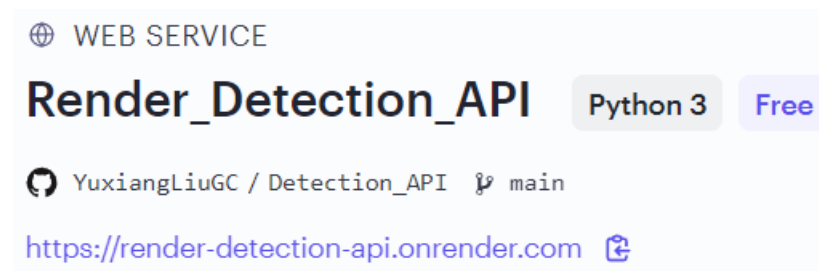 WEB SERVICE
Render_Detection_API Python 3 Free
YuxiangLiuGC / Detection_API main
https://render-detection-api.onrender.com